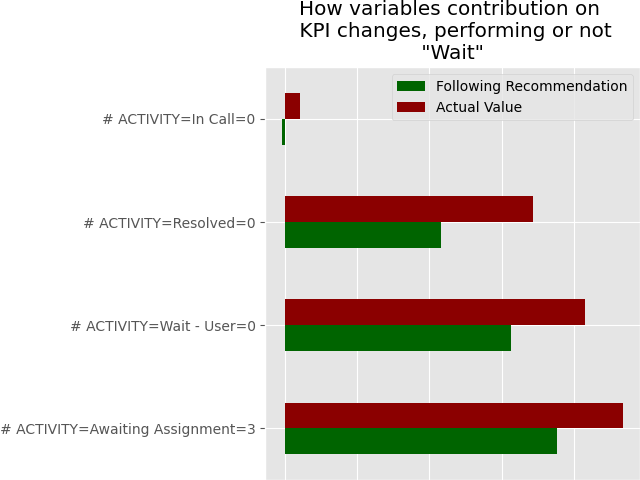 How variables contribution on
KPI changes, performing or not
"Wait"
Following Recommendation
Actual Value
# ACTIVITY=In Call=0
# ACTIVITY=Resolved=0
# ACTIVITY=Wait - User=0
# ACTIVITY=Awaiting Assignment=3